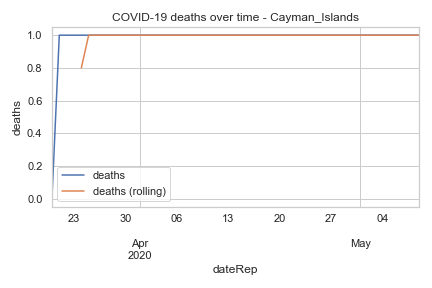 COVID-19 deaths over time - Cayman_Islands
1.0
0.8
0.6
0.4
0.2
0.0
deaths
deaths
deaths (rolling)
23 30 06 13 20 27 04
Apr May
2020
dateRep